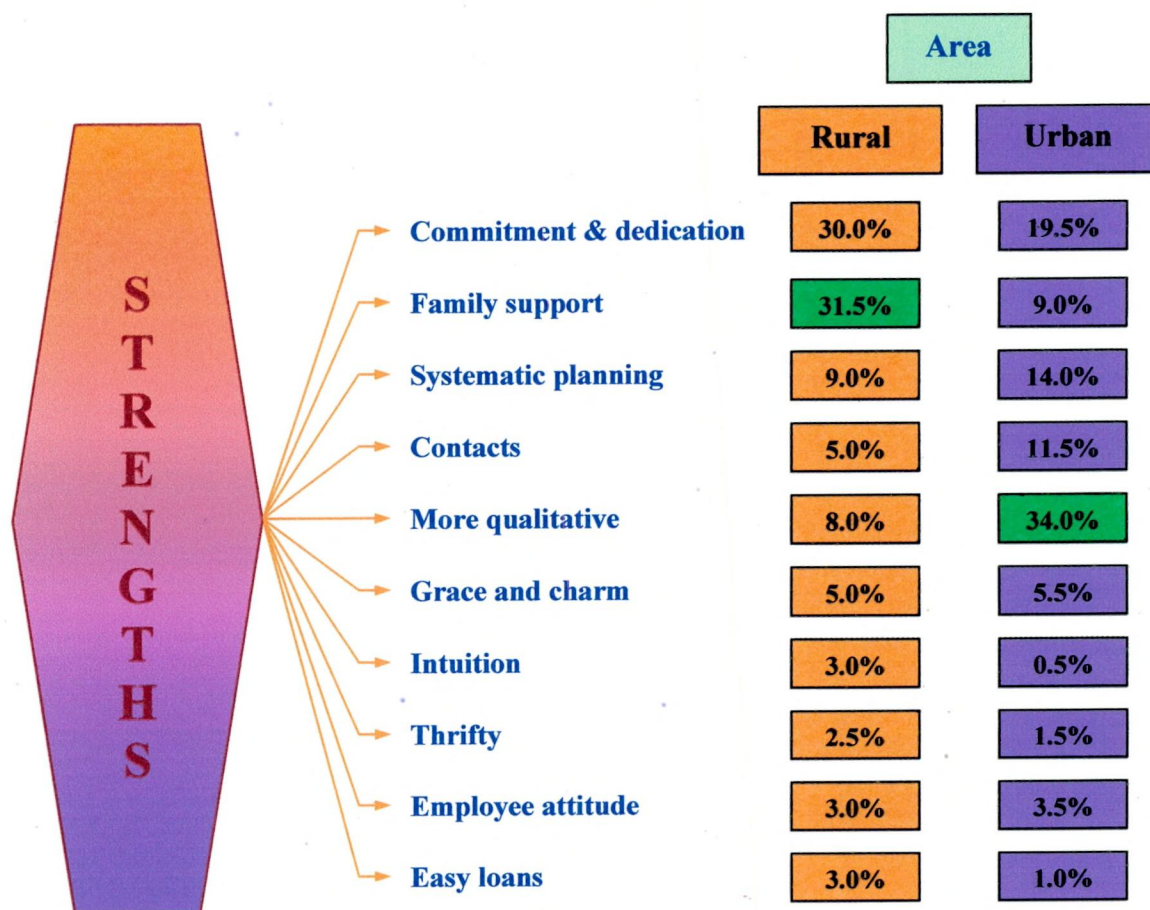 Area
Rural Urban
STRENGTHS
Commitment & dedication 30.0% 19.5%
Family support 31.5% 9.0%
Systematic planning 9.0% 14.0%
Contacts 5.0% 11.5%
More qualitative 8.0% 34.0%
Grace and charm 5.0% 5.5%
Intuition 3.0% 0.5%
Thrifty 2.5% 1.5%
Employee attitude 3.0% 3.5%
Easy loans 3.0% 1.0%